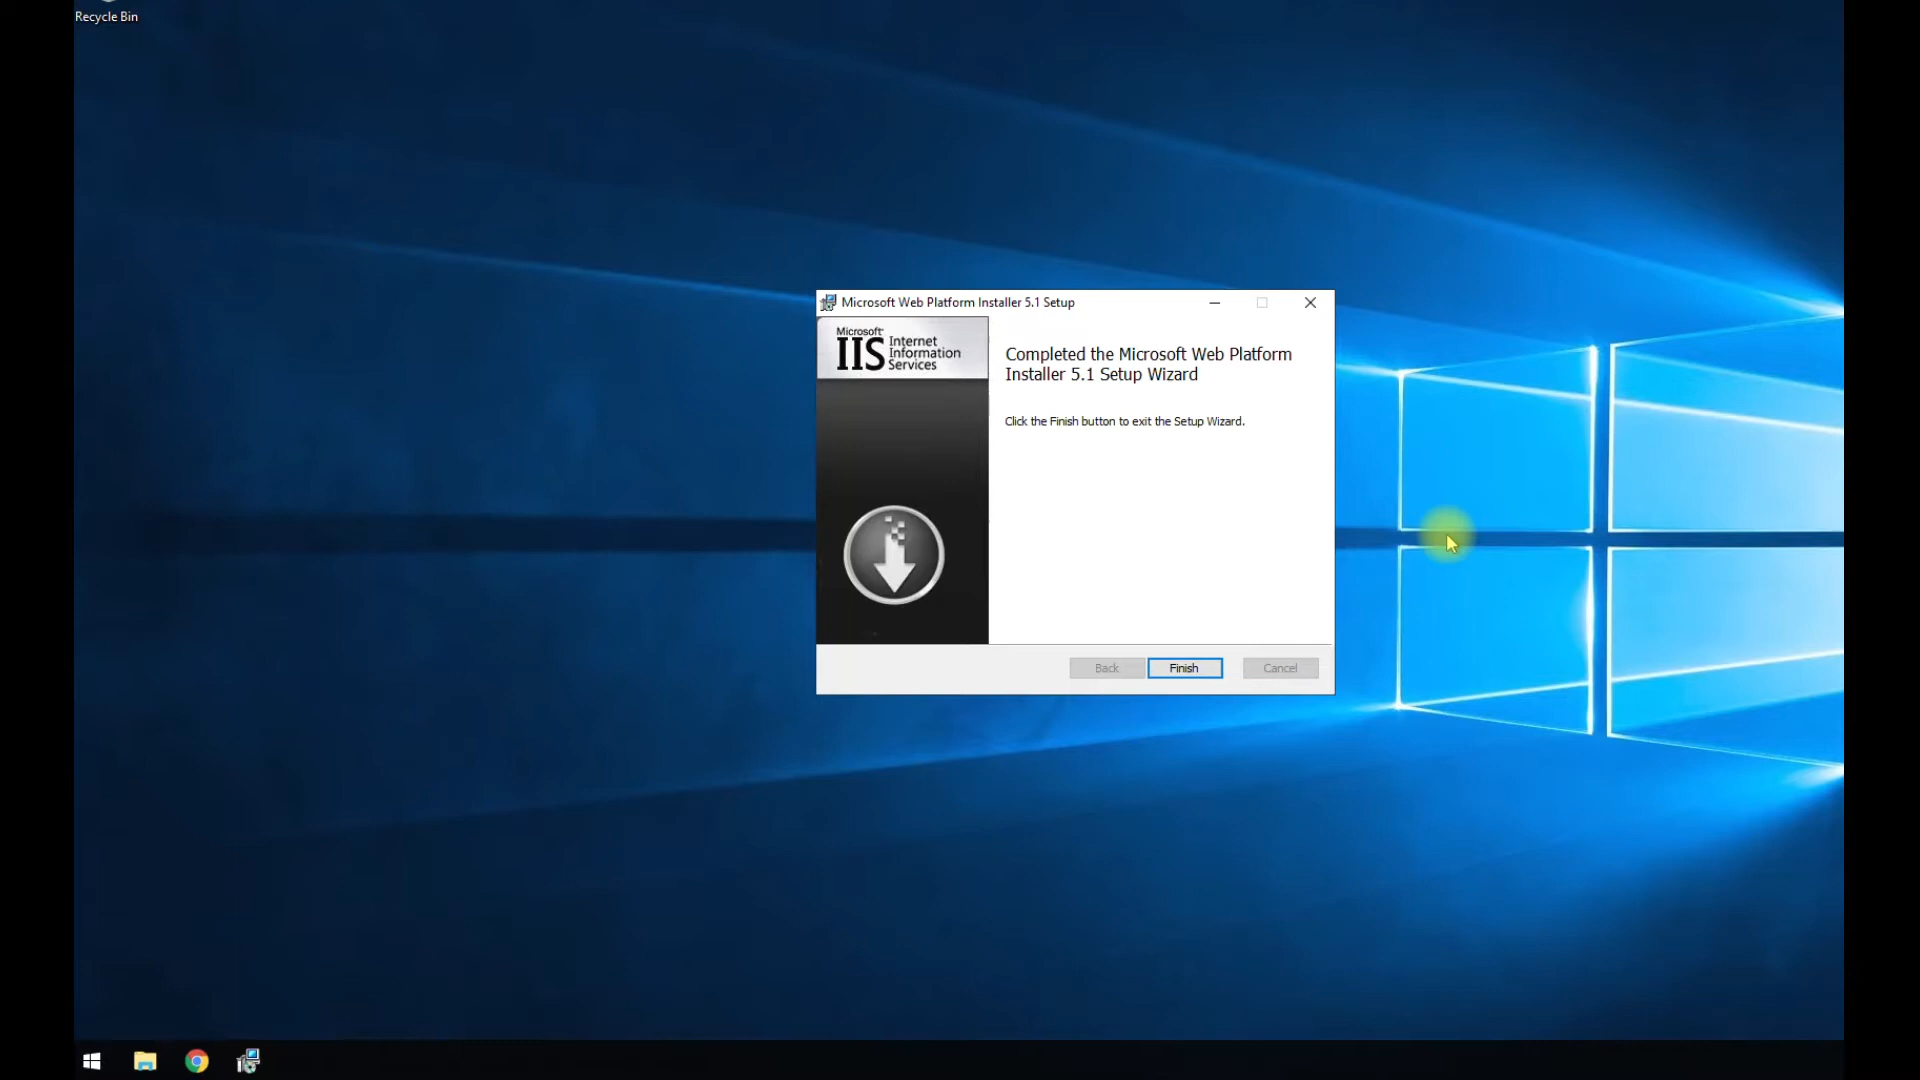 Recycle Bin
Microsoft Web Platform Installer 5.1 Setup
Microsoft
IIS Internet
Information
Services
Completed the Microsoft Web Platform
Installer 5.1 Setup Wizard
Click the Finish button to exit the Setup Wizard.
Back
Finish
Cancel